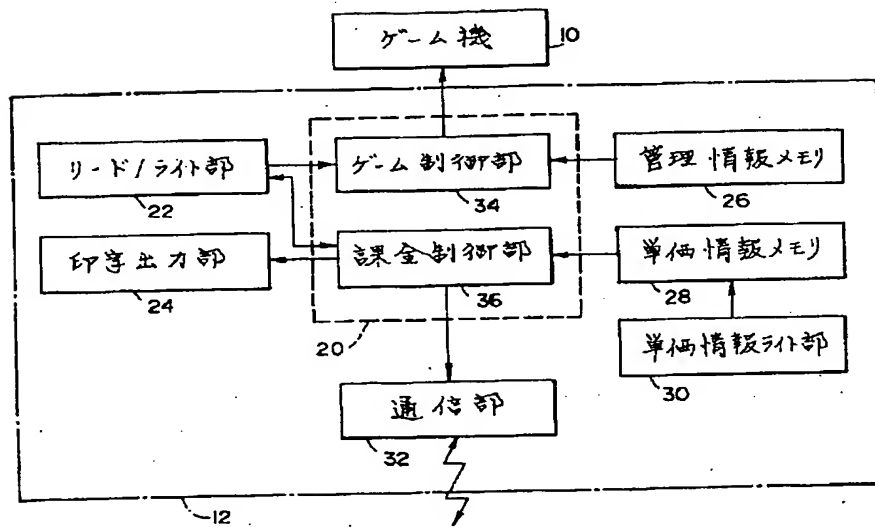 ゲーム機
10
リード/ライト部
22
ゲーム制御部
34
管理情報メモリ
26
印字出力部
24
課金制御部
36
単価情報メモリ
28
20
単価情報ライト部
30
通信部
32
12